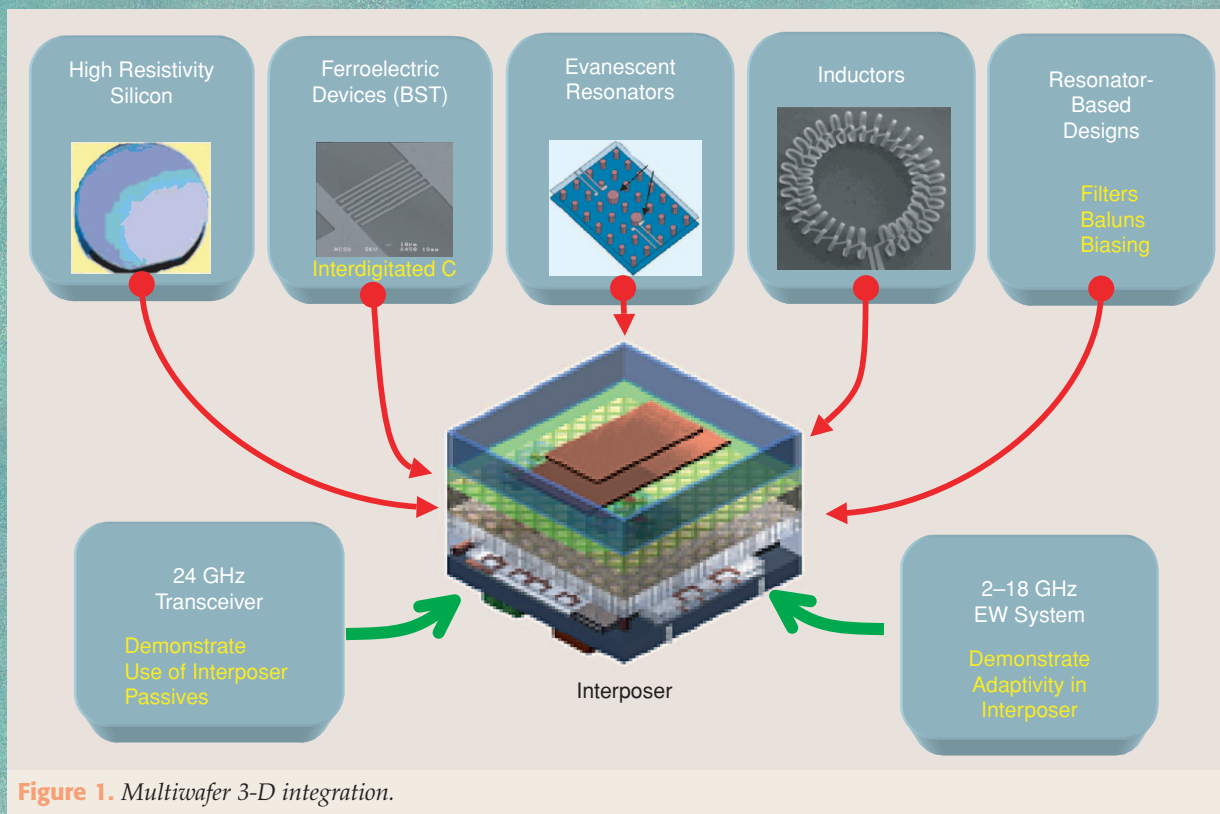 High Resistivity
Silicon
Ferroelectric
Devices (BST)
Interdigitated C
Evanescent
Resonators
Inductors
Resonator-
Based
Designs
Filters
Baluns
Biasing
24 GHz
Transceiver
Demonstrate
Use of Interposer
Passives
2–18 GHz
EW System
Demonstrate
Adaptivity in
Interposer
Interposer
Figure 1. Multiwafer 3-D integration.